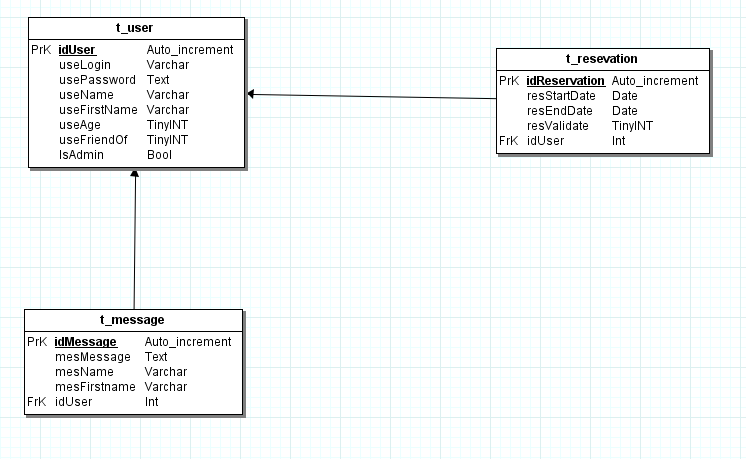 t_user
PrK idUser Auto_increment
useLogin Varchar
usePassword Text
useName Varchar
useFirstName Varchar
useAge TinyINT
useFriendOf TinyINT
IsAdmin Bool
t_resevation
PrK idReservation Auto_increment
resStartDate Date
resEndDate Date
resValidate TinyINT
FrK idUser Int
t_message
PrK idMessage Auto_increment
mesMessage Text
mesName Varchar
mesFirstname Varchar
FrK idUser Int